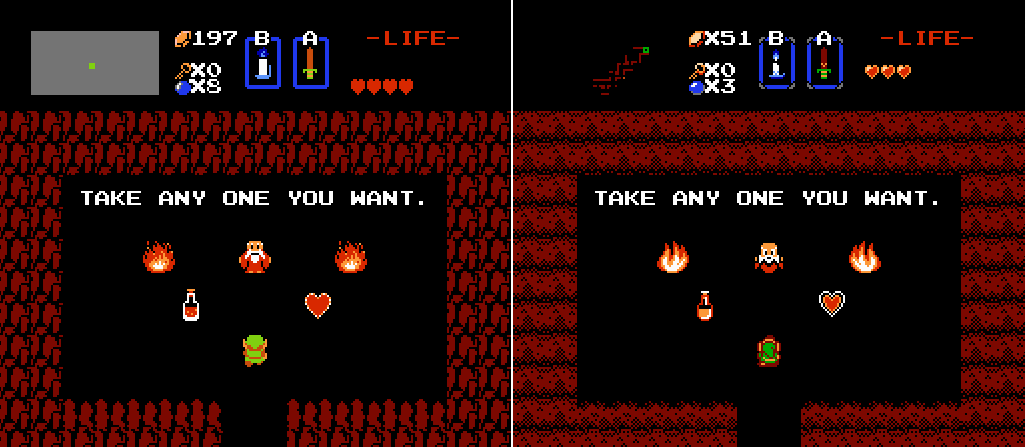 197 B A -LIFE-
X0
X8
TAKE ANY ONE YOU WANT.
X51 B A -LIFE-
X0
X3
TAKE ANY ONE YOU WANT.